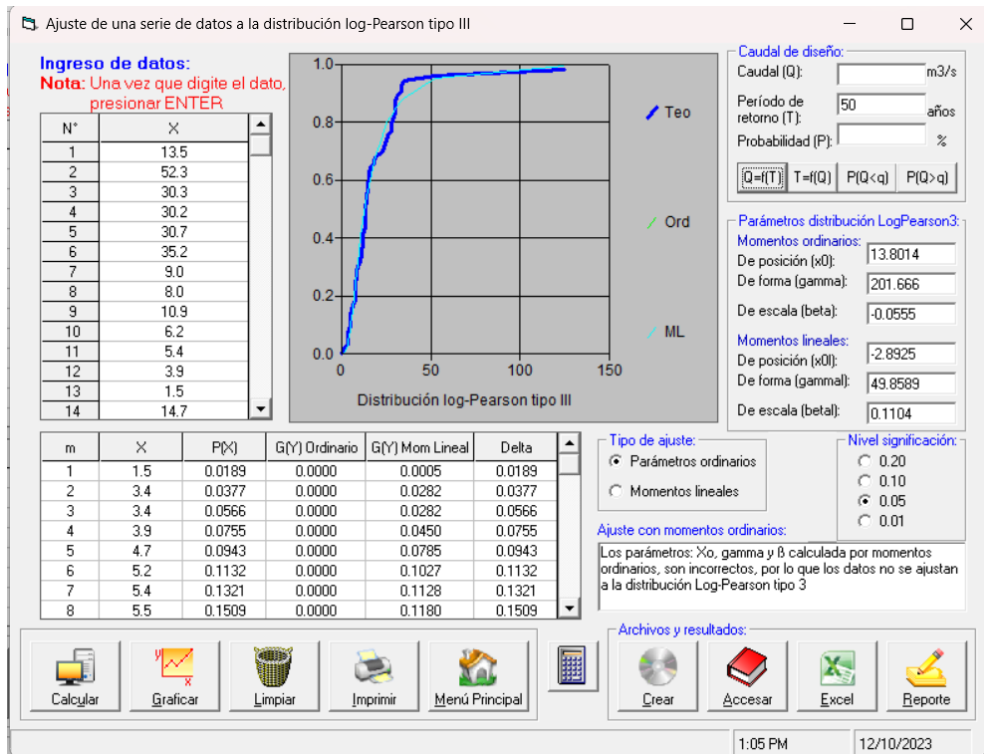 Ajuste de una serie de datos a la distribución log-Pearson tipo III
Ingreso de datos:
Nota: Una vez que digite el dato,
presionar ENTER
N° X
1 13.5
2 52.3
3 30.3
4 30.2
5 30.7
6 35.2
7 9.0
8 8.0
9 10.9
10 6.2
11 5.4
12 3.9
13 1.5
14 14.7
1.0
0.8
0.6
0.4
0.2
0.0
0 50 100 150
Distribución log-Pearson tipo III
Teo
Ord
ML
Caudal de diseño:
Caudal (Q): m3/s
Período de
retorno (T): 50 años
Probabilidad (P): %
Q=f(T) T=f(Q) P(Q<q) P(Q>q)
Parámetros distribución LogPearson3:
Momentos ordinarios:
De posición (x0): 13.8014
De forma (gamma): 201.666
De escala (beta): -0.0555
Momentos lineales:
De posición (x0l): -2.8925
De forma (gammal): 49.8589
De escala (betal): 0.1104
m X P(X) G(Y) Ordinario G(Y) Mom Lineal Delta
1 1.5 0.0189 0.0000 0.0005 0.0189
2 3.4 0.0377 0.0000 0.0282 0.0377
3 3.4 0.0566 0.0000 0.0282 0.0566
4 3.9 0.0755 0.0000 0.0450 0.0755
5 4.7 0.0943 0.0000 0.0785 0.0943
6 5.2 0.1132 0.0000 0.1027 0.1132
7 5.4 0.1321 0.0000 0.1128 0.1321
8 5.5 0.1509 0.0000 0.1180 0.1509
Tipo de ajuste:
Parámetros ordinarios
Momentos lineales
Nivel significación:
0.20
0.10
0.05
0.01
Ajuste con momentos ordinarios:
Los parámetros: Xo, gamma y ß calculada por momentos
ordinarios, son incorrectos, por lo que los datos no se ajustan
a la distribución Log-Pearson tipo 3
Calcular Graficar Limpiar Imprimir Menú Principal
Archivos y resultados:
Crear Accesar Excel Reporte
1:05 PM 12/10/2023